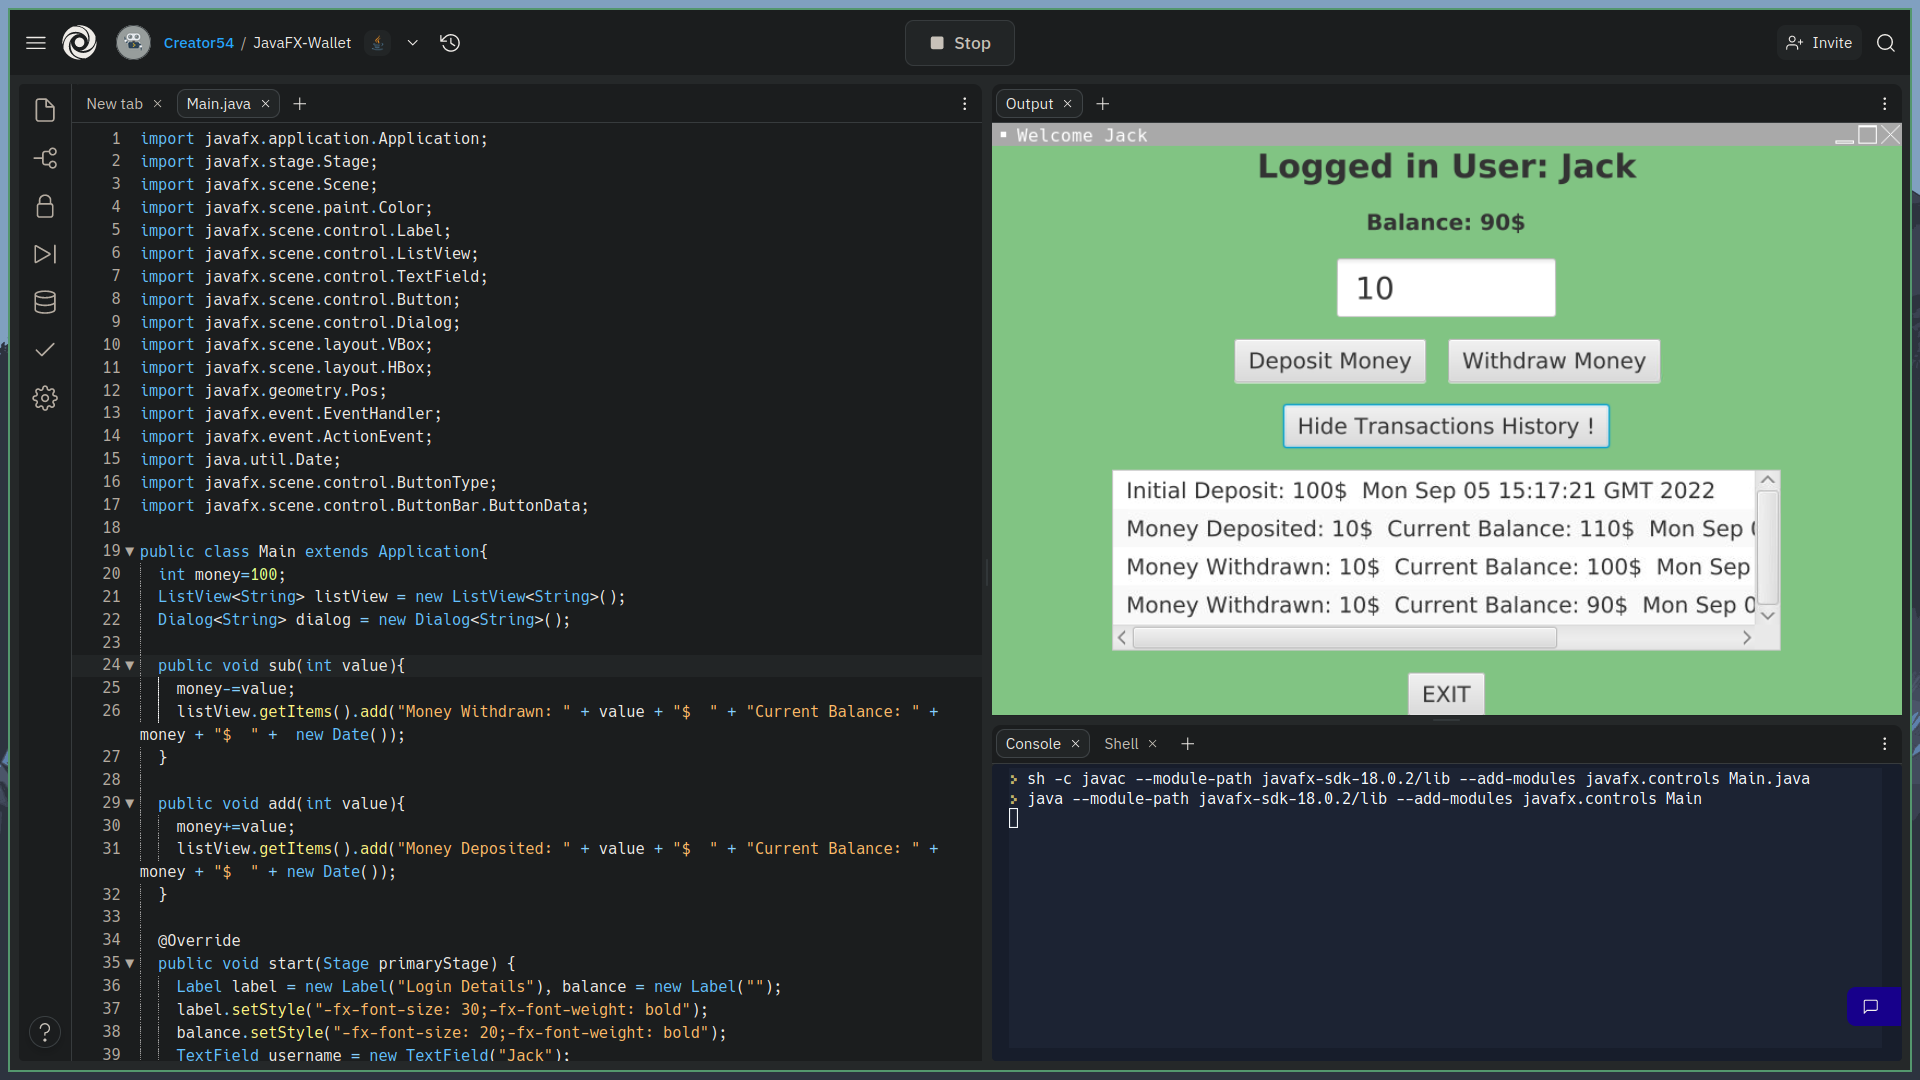 Creator54 / JavaFX-Wallet
Stop
Invite
New tab
Main.java
1 import javafx.application.Application;
2 import javafx.stage.Stage;
3 import javafx.scene.Scene;
4 import javafx.scene.paint.Color;
5 import javafx.scene.control.Label;
6 import javafx.scene.control.ListView;
7 import javafx.scene.control.TextField;
8 import javafx.scene.control.Button;
9 import javafx.scene.control.Dialog;
10 import javafx.scene.layout.VBox;
11 import javafx.scene.layout.HBox;
12 import javafx.geometry.Pos;
13 import javafx.event.EventHandler;
14 import javafx.event.ActionEvent;
15 import java.util.Date;
16 import javafx.scene.control.ButtonType;
17 import javafx.scene.control.ButtonBar.ButtonData;
18
19 public class Main extends Application{
20 int money=100;
21 ListView<String> listView = new ListView<String>();
22 Dialog<String> dialog = new Dialog<String>();
23
24 public void sub(int value){
25 money-=value;
26 listView.getItems().add("Money Withdrawn: " + value + "$  " + "Current Balance: " +
money + "$  " +  new Date());
27 }
28
29 public void add(int value){
30 money+=value;
31 listView.getItems().add("Money Deposited: " + value + "$  " + "Current Balance: " +
money + "$  " + new Date());
32 }
33
34 @Override
35 public void start(Stage primaryStage) {
36 Label label = new Label("Login Details"), balance = new Label("");
37 label.setStyle("-fx-font-size: 30;-fx-font-weight: bold");
38 balance.setStyle("-fx-font-size: 20;-fx-font-weight: bold");
39 TextField username = new TextField("Jack");
?
Output
Welcome Jack
Logged in User: Jack
Balance: 90$
10
Deposit Money
Withdraw Money
Hide Transactions History !
Initial Deposit: 100$  Mon Sep 05 15:17:21 GMT 2022
Money Deposited: 10$  Current Balance: 110$  Mon Sep
Money Withdrawn: 10$  Current Balance: 100$  Mon Sep
Money Withdrawn: 10$  Current Balance: 90$  Mon Sep 0
EXIT
Console
Shell
sh -c javac --module-path javafx-sdk-18.0.2/lib --add-modules javafx.controls Main.java
java --module-path javafx-sdk-18.0.2/lib --add-modules javafx.controls Main